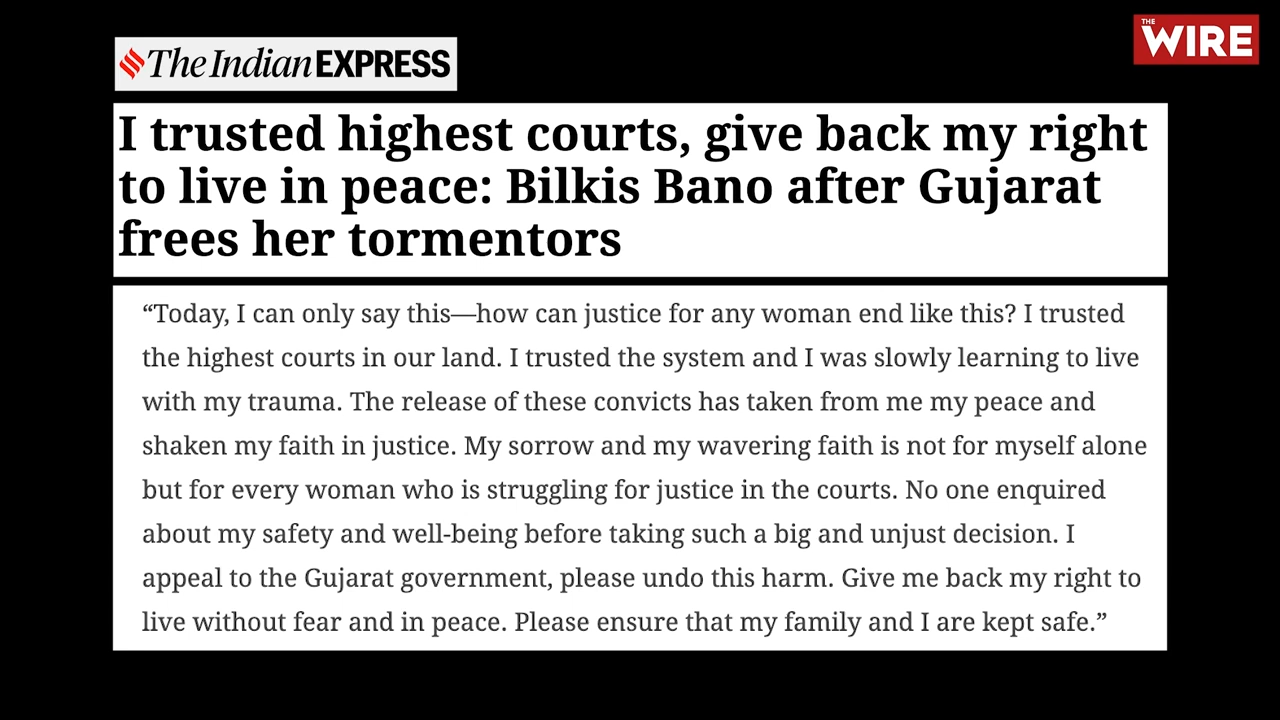 The Indian EXPRESS
THE WIRE
I trusted highest courts, give back my right
to live in peace: Bilkis Bano after Gujarat
frees her tormentors
“Today, I can only say this—how can justice for any woman end like this? I trusted
the highest courts in our land. I trusted the system and I was slowly learning to live
with my trauma. The release of these convicts has taken from me my peace and
shaken my faith in justice. My sorrow and my wavering faith is not for myself alone
but for every woman who is struggling for justice in the courts. No one enquired
about my safety and well-being before taking such a big and unjust decision. I
appeal to the Gujarat government, please undo this harm. Give me back my right to
live without fear and in peace. Please ensure that my family and I are kept safe.”